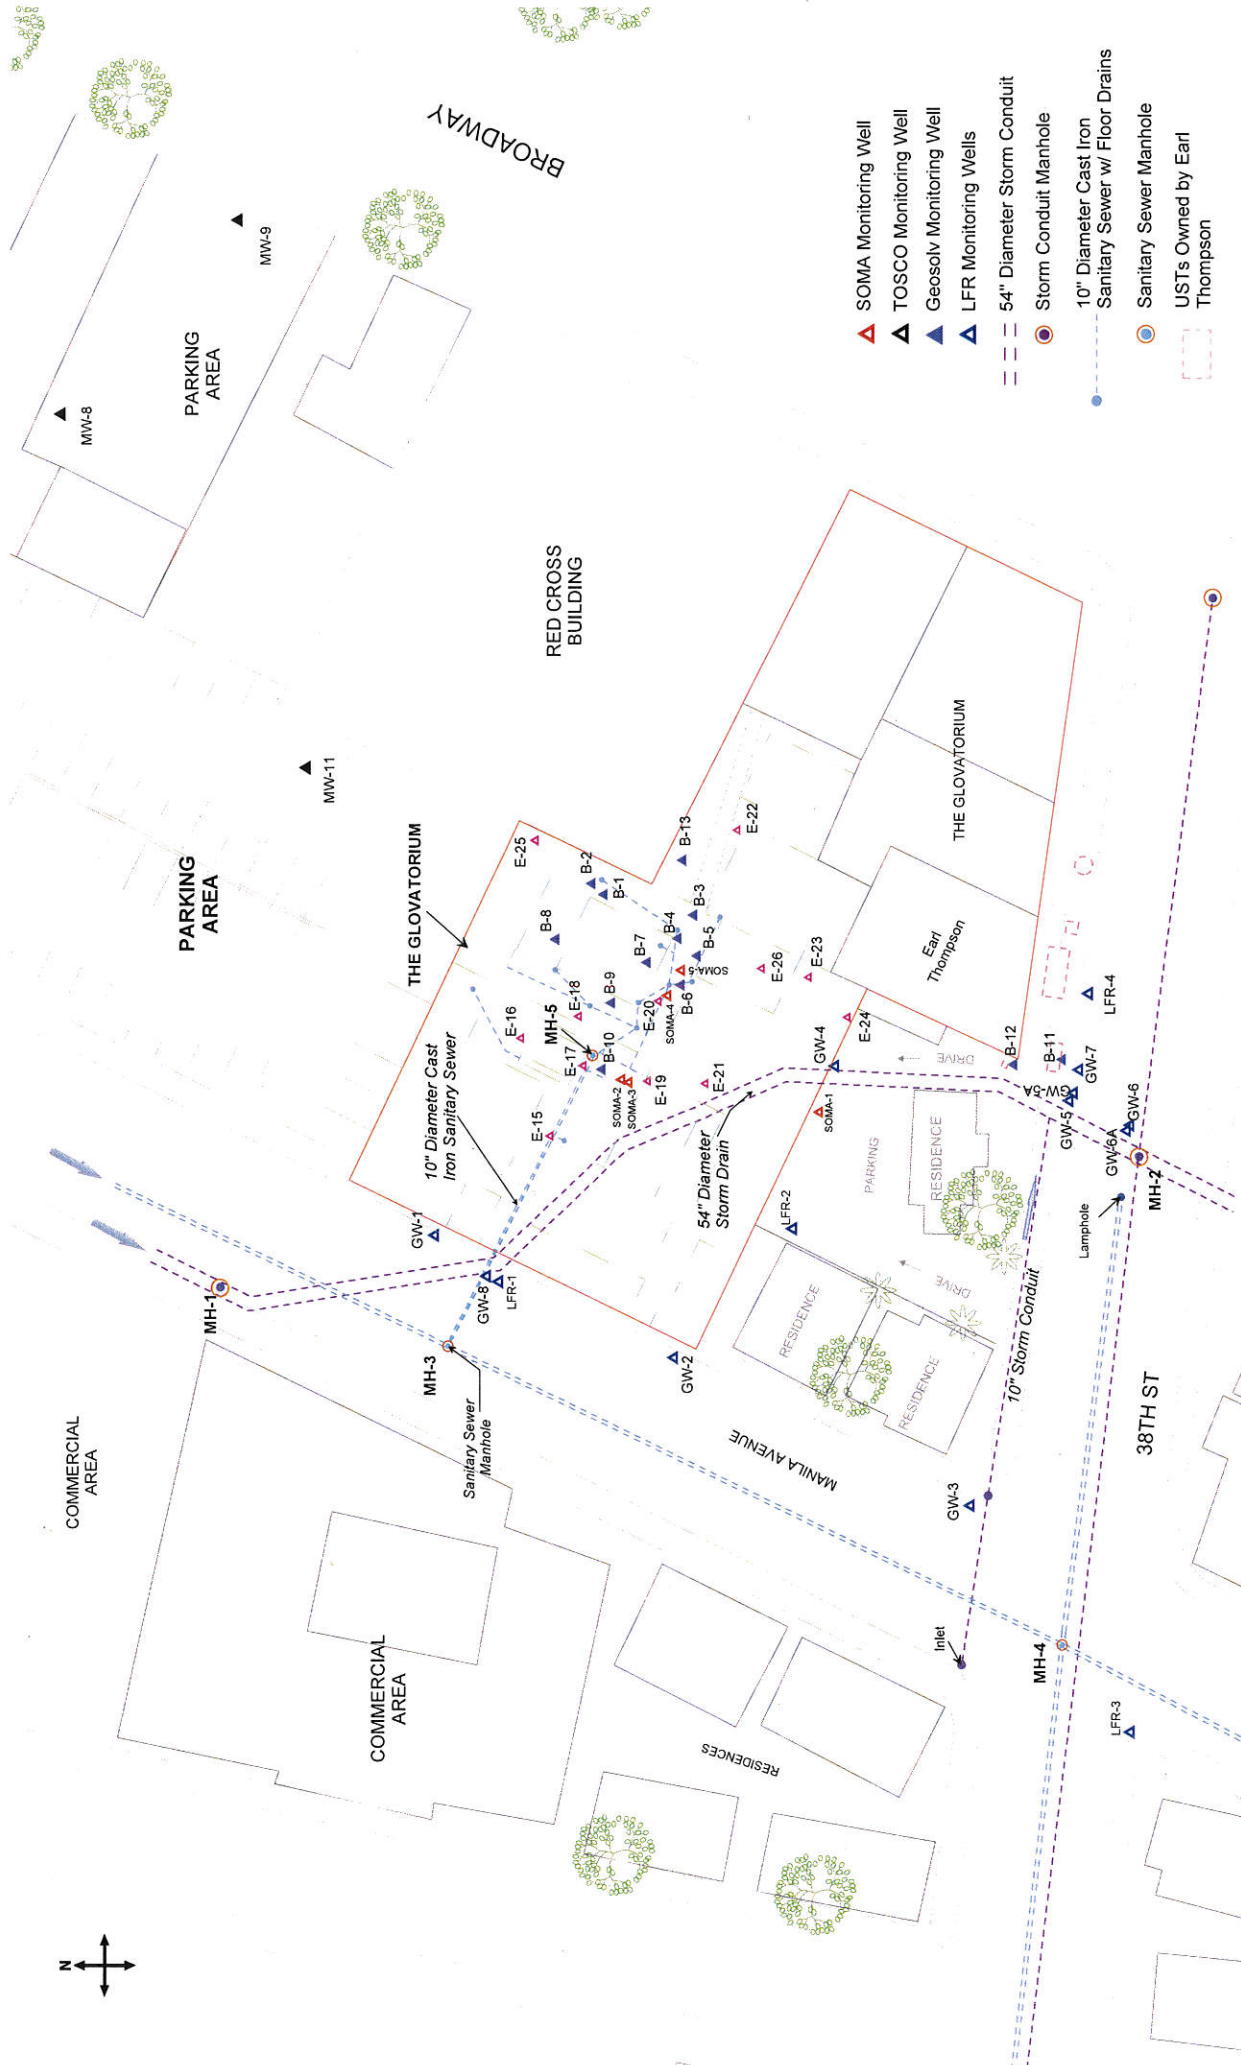 COMMERCIAL
AREA
COMMERCIAL
AREA
N
MH-1
MH-3
Sanitary Sewer
Manhole
GW-1
GW-8
LFR-1
GW-2
MANILA AVENUE
RESIDENCES
10" Diameter Cast
Iron Sanitary Sewer
THE GLOVATORIUM
PARKING
AREA
MW-11
PARKING
AREA
MW-8
MW-9
BROADWAY
RED CROSS
BUILDING
E-25
B-2
B-1
B-8
E-16
E-18
MH-5
E-17
B-10
B-9
B-7
B-4
B-3
B-5
B-13
E-22
SOMA-5
B-6
E-20
SOMA-4
SOMA-2
SOMA-3
E-19
E-15
E-21
E-26
E-23
E-24
54" Diameter
Storm Drain
GW-4
SOMA-1
LFR-2
PARKING
RESIDENCE
RESIDENCE
RESIDENCE
DRIVE
DRIVE
Earl
Thompson
THE GLOVATORIUM
B-12
B-11
LFR-4
GW-7
GW-5A
GW-5
GW-6
GW-6A
MH-2
Lamphole
10" Storm Conduit
38TH ST
GW-3
Inlet
MH-4
LFR-3
SOMA Monitoring Well
TOSCO Monitoring Well
Geosolv Monitoring Well
LFR Monitoring Wells
54" Diameter Storm Conduit
Storm Conduit Manhole
10" Diameter Cast Iron
Sanitary Sewer w/ Floor Drains
Sanitary Sewer Manhole
USTs Owned by Earl
Thompson